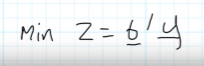 Min Z = b' y